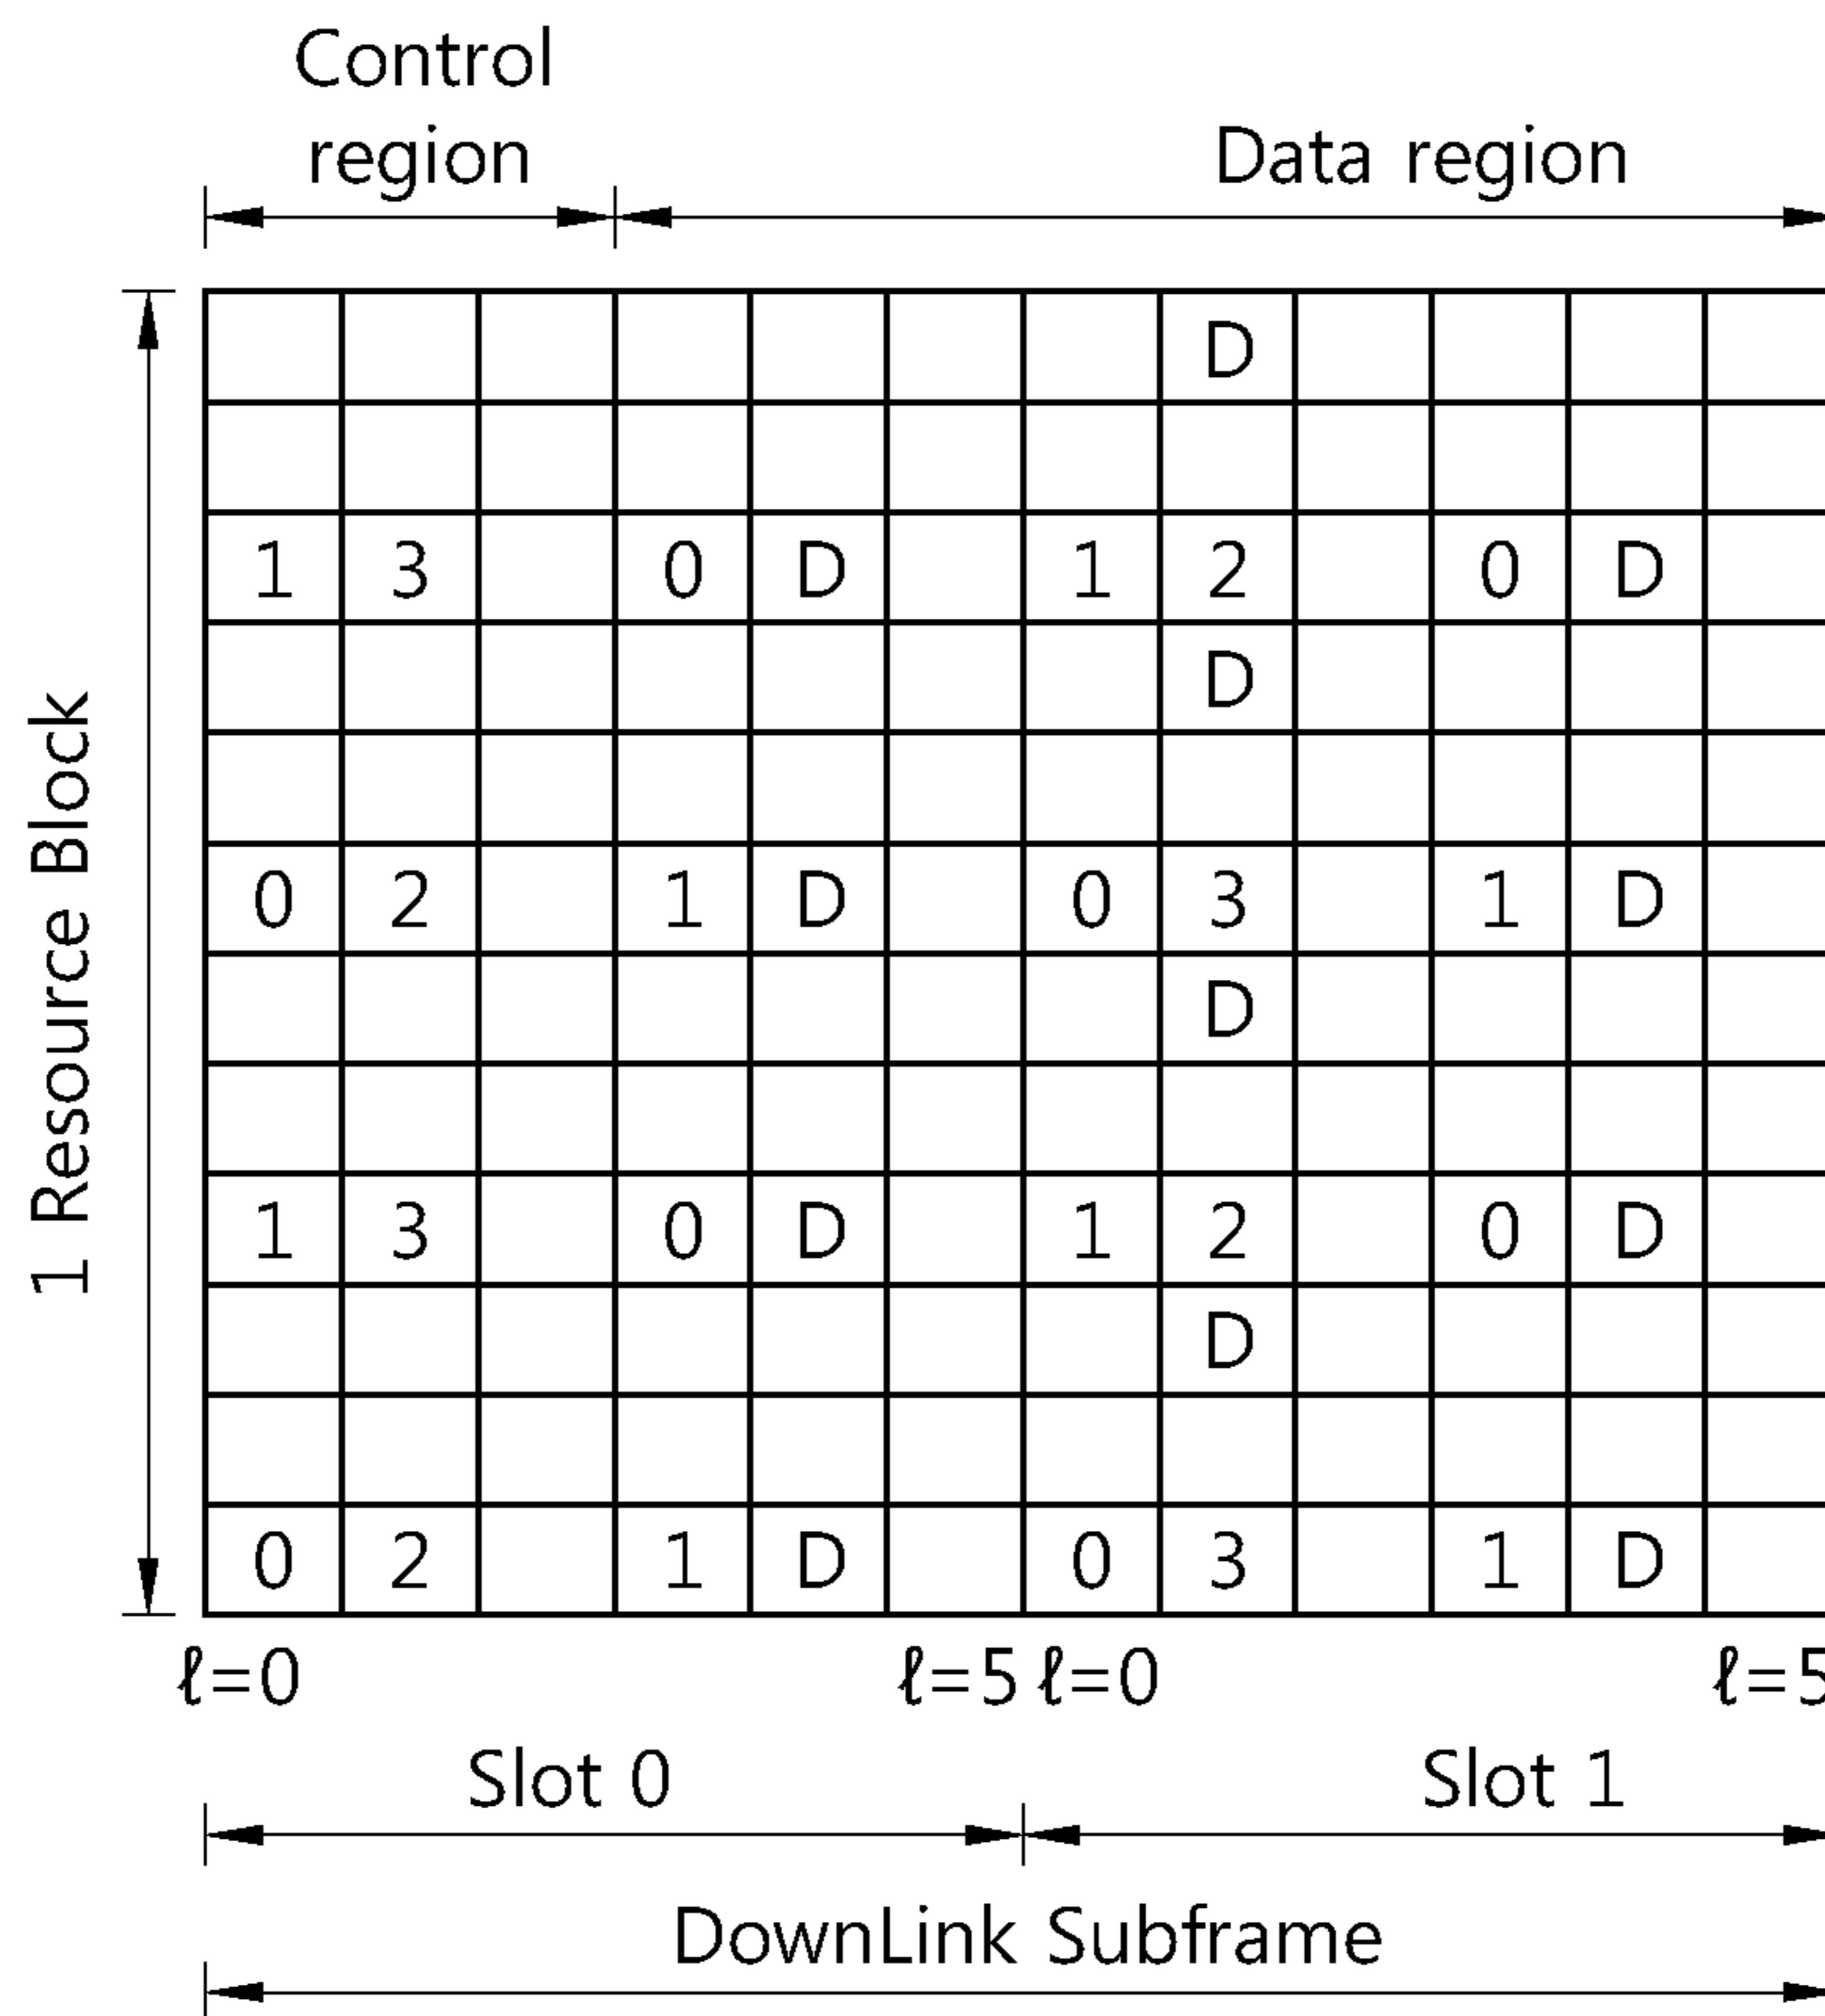 Control
region
Data region
1 Resource Block
D
1 3 0 D 1 2 0 D
D
0 2 1 D 0 3 1 D
D
1 3 0 D 1 2 0 D
D
0 2 1 D 0 3 1 D
ℓ=0 ℓ=5 ℓ=0 ℓ=5
Slot 0 Slot 1
DownLink Subframe